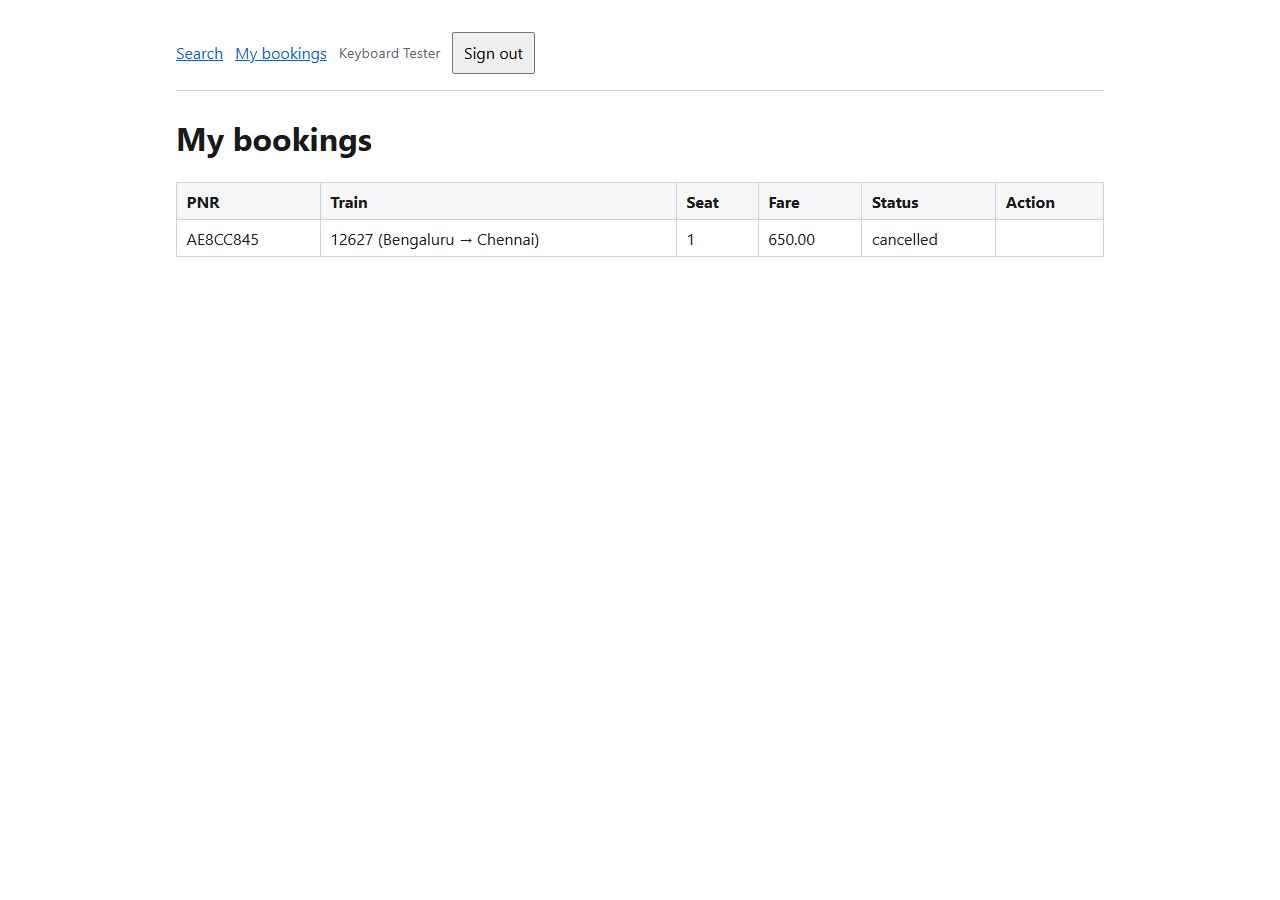 Search My bookings Keyboard Tester Sign out
My bookings
PNR Train Seat Fare Status Action
AE8CC845 12627 (Bengaluru → Chennai) 1 650.00 cancelled